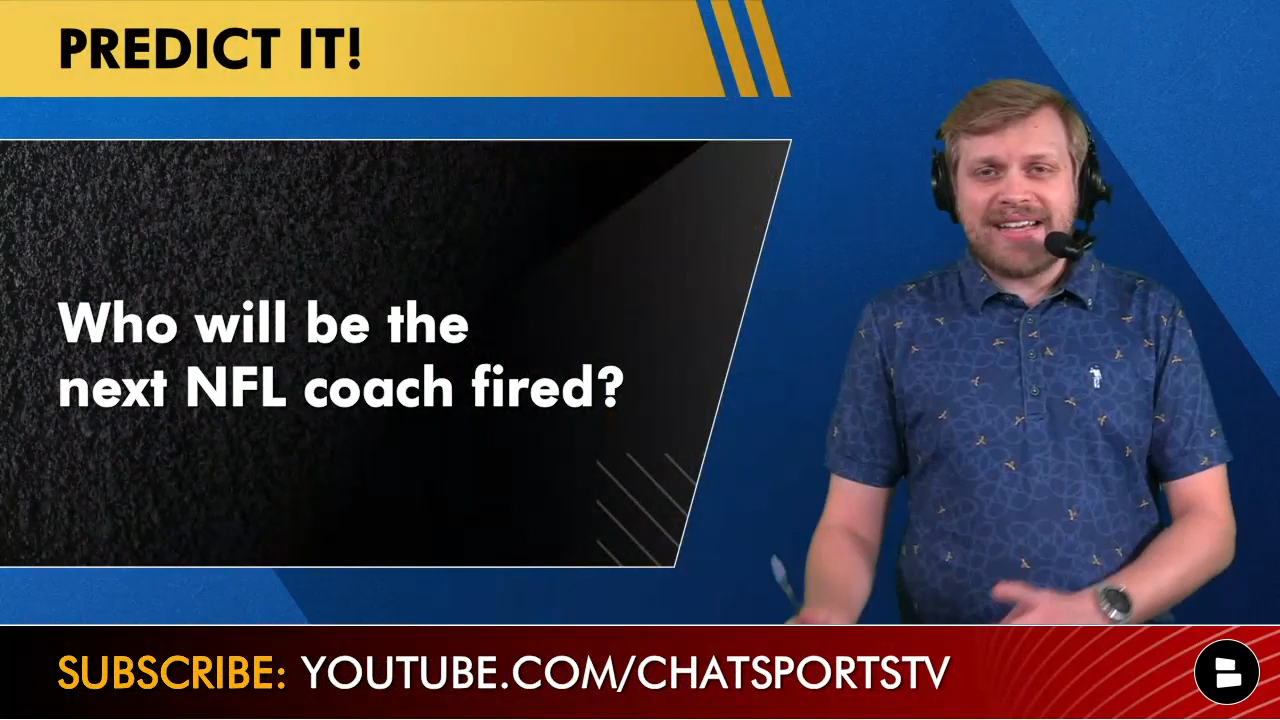 PREDICT IT!
Who will be the
next NFL coach fired?
SUBSCRIBE: YOUTUBE.COM/CHATSPORTSTV